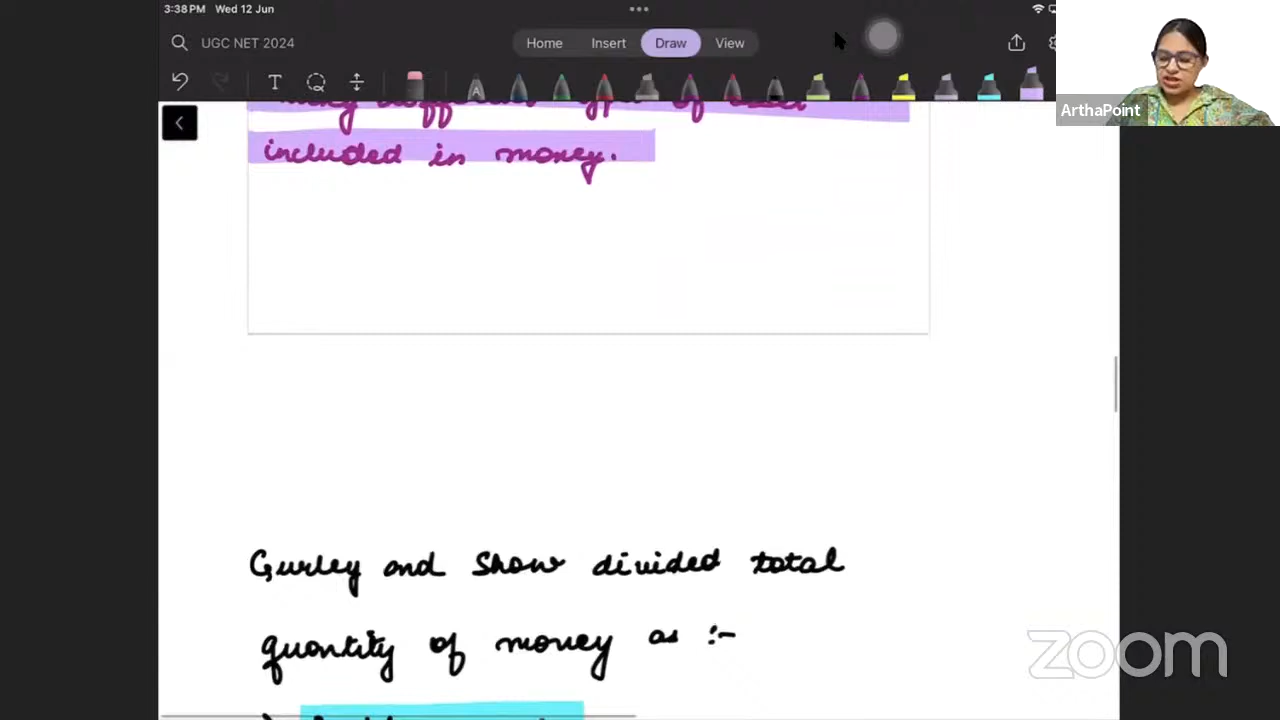 3:38 PM Wed 12 Jun
UGC NET 2024
Home Insert Draw View
ArthaPoint
of
included in money.
Gurley and Shaw divided total
quantity of money as :-
zoom